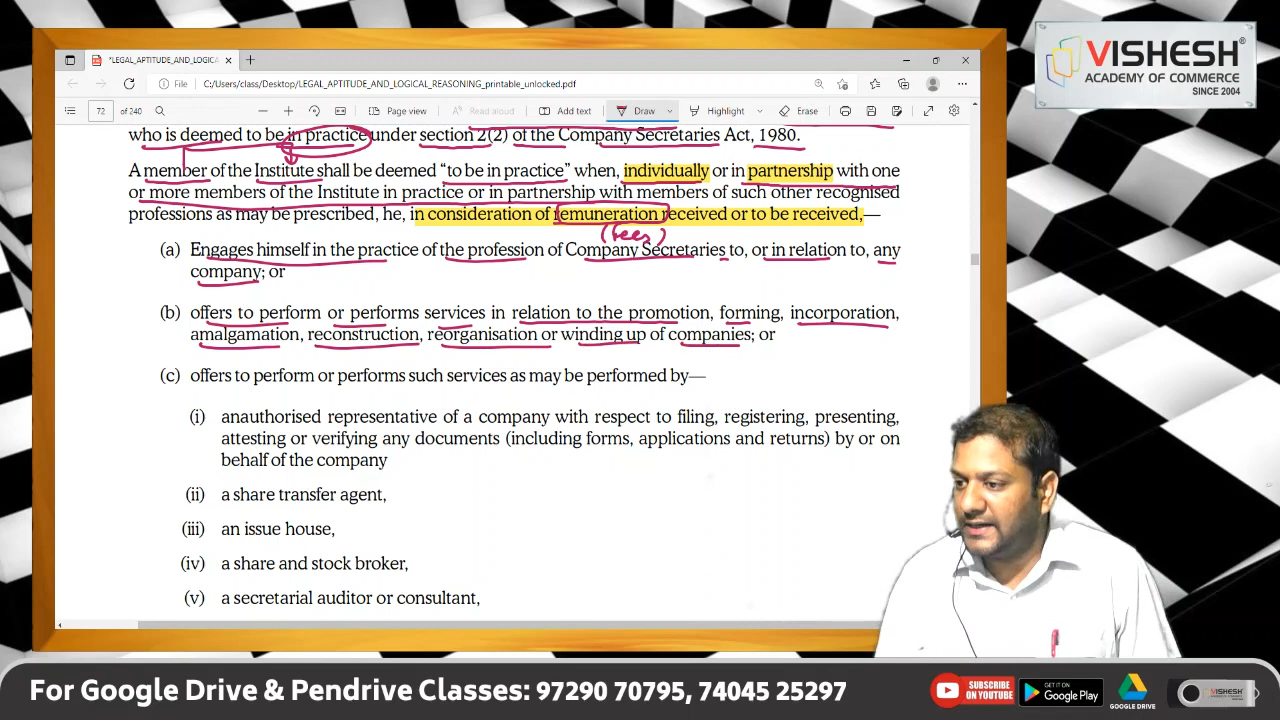 VISHESH®
ACADEMY OF COMMERCE
SINCE 2004
*LEGAL_APTITUDE_AND_LOGICA
File
C:/Users/class/Desktop/LEGAL_APTITUDE_AND_LOGICAL_REASONING_printable_unlocked.pdf
72 of 240
Page view
Read aloud
Add text
Draw
Highlight
Erase
who is deemed to be in practice under section 2(2) of the Company Secretaries Act, 1980.
A member of the Institute shall be deemed “to be in practice” when, individually or in partnership with one
or more members of the Institute in practice or in partnership with members of such other recognised
professions as may be prescribed, he, in consideration of remuneration received or to be received,—
(fees)
(a) Engages himself in the practice of the profession of Company Secretaries to, or in relation to, any
company; or
(b) offers to perform or performs services in relation to the promotion, forming, incorporation,
amalgamation, reconstruction, reorganisation or winding up of companies; or
(c) offers to perform or performs such services as may be performed by—
(i) anauthorised representative of a company with respect to filing, registering, presenting,
attesting or verifying any documents (including forms, applications and returns) by or on
behalf of the company
(ii) a share transfer agent,
(iii) an issue house,
(iv) a share and stock broker,
(v) a secretarial auditor or consultant,
For Google Drive & Pendrive Classes: 97290 70795, 74045 25297
SUBSCRIBE
ON YOUTUBE
GET IT ON
Google Play
GOOGLE DRIVE
VISHESH